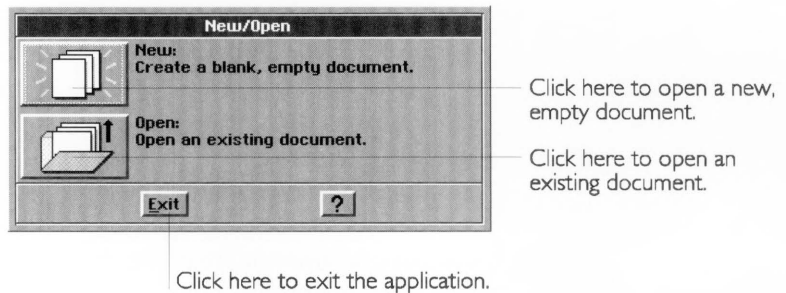 New/Open
New:
Create a blank, empty document.
Open:
Open an existing document.
Exit
?
Click here to open a new,
empty document.
Click here to open an
existing document.
Click here to exit the application.